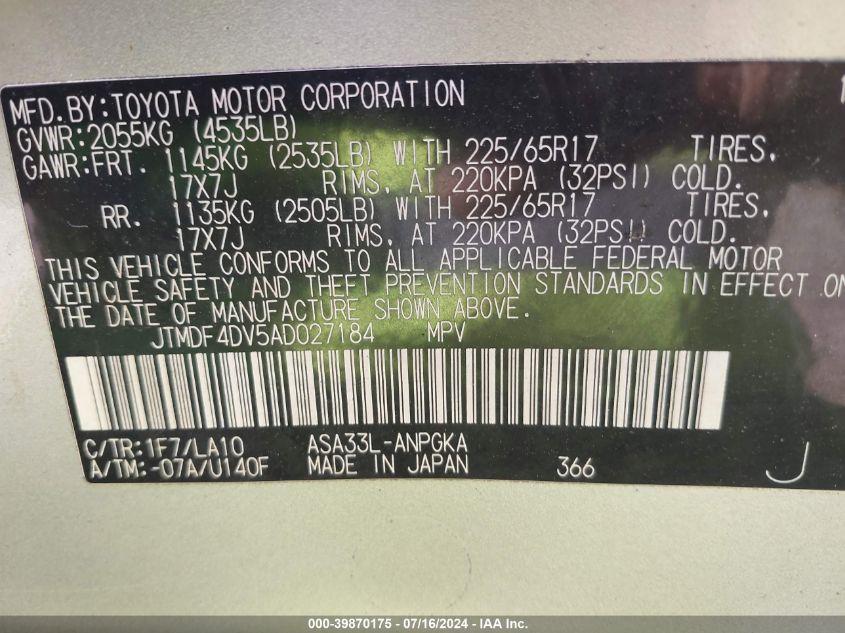 MFD.BY:TOYOTA MOTOR CORPORATION
GVWR:2055KG (4535LB)
GAWR:FRT. 1145KG (2535LB) WITH 225/65R17 TIRES,
17X7J RIMS, AT 220KPA (32PSI) COLD.
RR. 1135KG (2505LB) WITH 225/65R17 TIRES,
17X7J RIMS, AT 220KPA (32PSI) COLD.
THIS VEHICLE CONFORMS TO ALL APPLICABLE FEDERAL MOTOR
VEHICLE SAFETY AND THEFT PREVENTION STANDARDS IN EFFECT ON
THE DATE OF MANUFACTURE SHOWN ABOVE.
JTMDF4DV5AD027184 MPV
C/TR:1F7/LA10 ASA33L-ANPGKA
A/TM:-07A/U140F MADE IN JAPAN 366 J
000-39870175 - 07/16/2024 - IAA Inc.